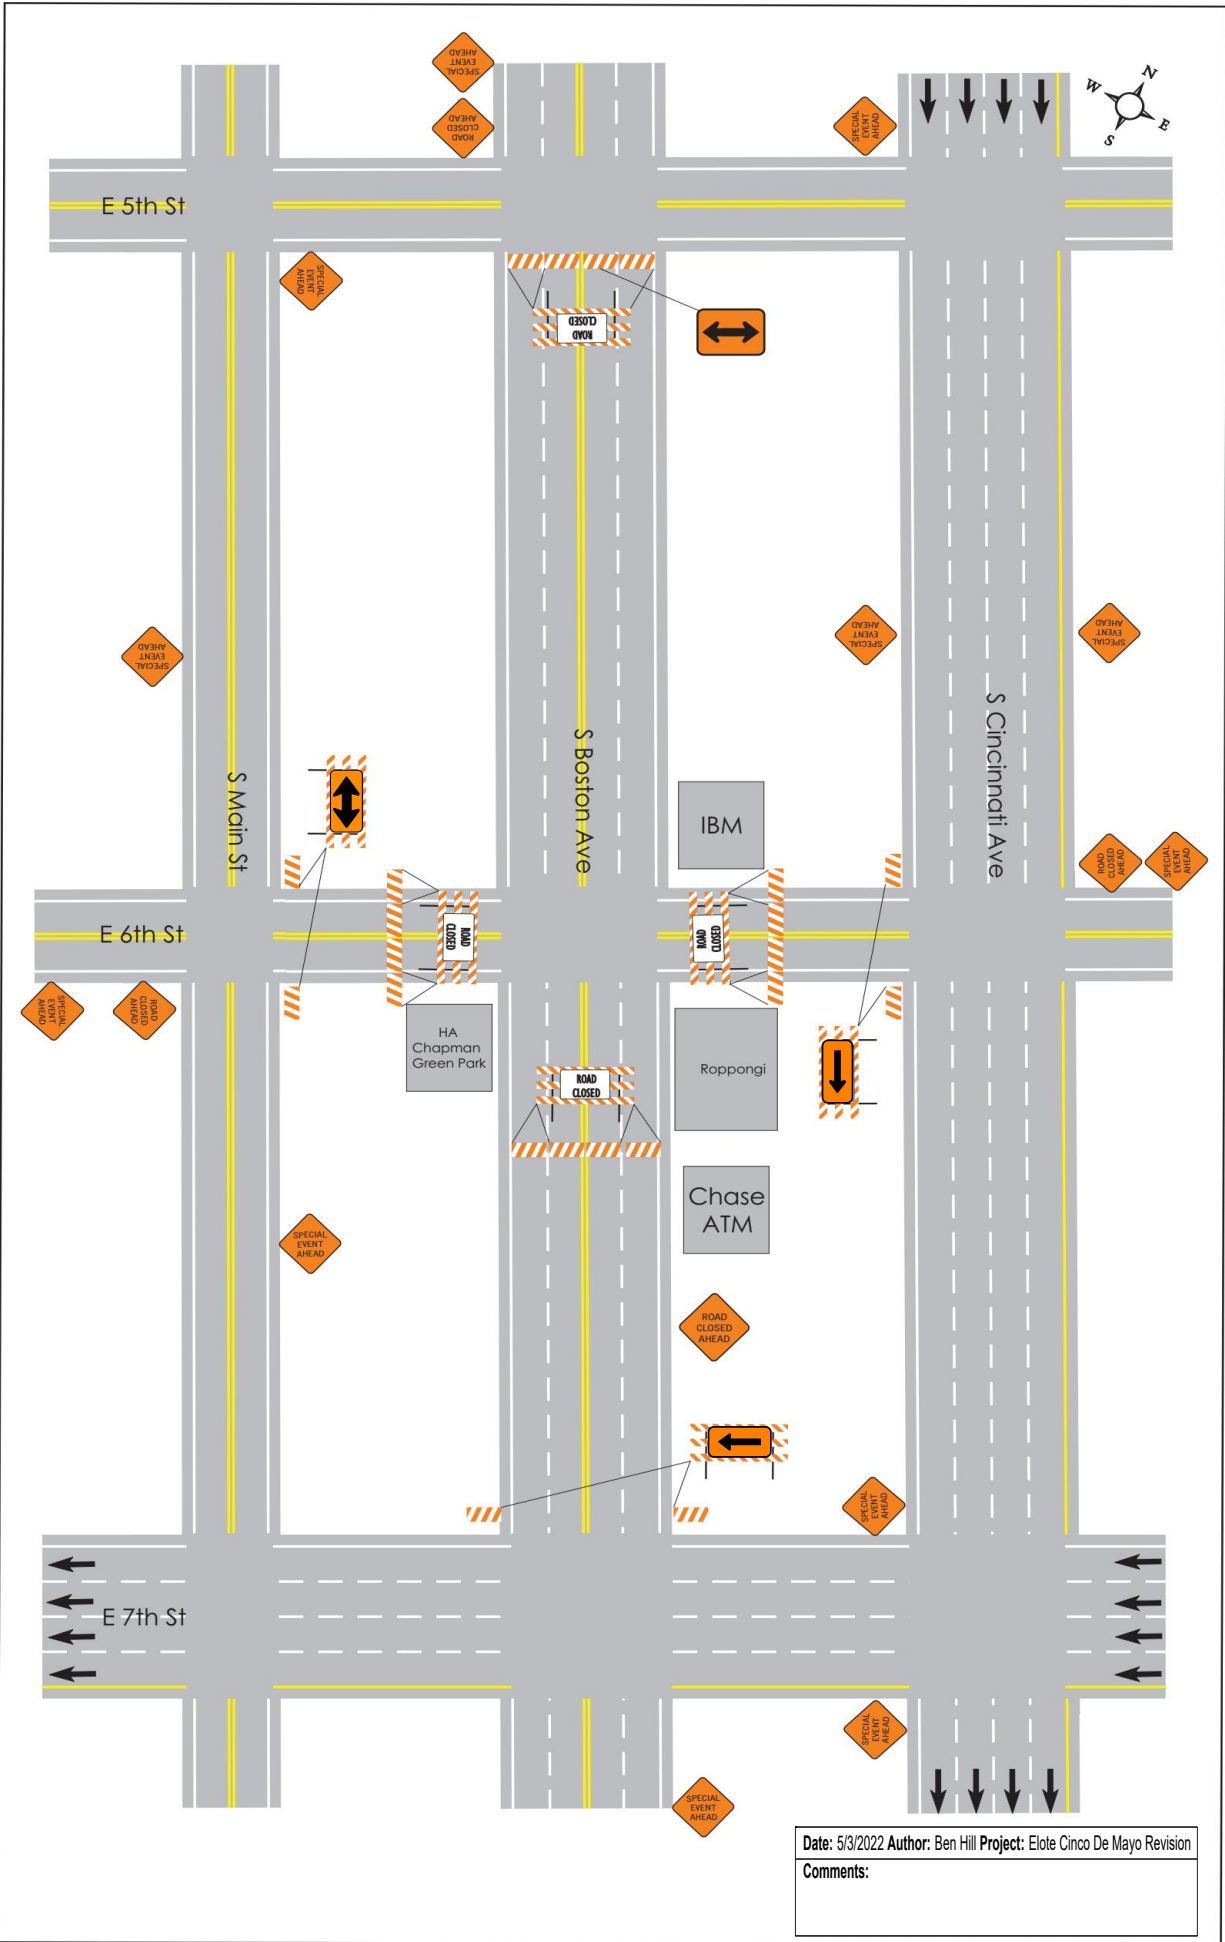 SPECIAL
EVENT
AHEAD
ROAD
CLOSED
AHEAD
SPECIAL
EVENT
AHEAD
N
W
E
S
E 5th St
SPECIAL
EVENT
AHEAD
ROAD
CLOSED
SPECIAL
EVENT
AHEAD
SPECIAL
EVENT
AHEAD
SPECIAL
EVENT
AHEAD
S Main St
S Boston Ave
S Cincinnati Ave
IBM
ROAD
CLOSED
AHEAD
SPECIAL
EVENT
AHEAD
E 6th St
ROAD
CLOSED
ROAD
CLOSED
SPECIAL
EVENT
AHEAD
ROAD
CLOSED
AHEAD
HA
Chapman
Green Park
Roppongi
ROAD
CLOSED
Chase
ATM
SPECIAL
EVENT
AHEAD
ROAD
CLOSED
AHEAD
SPECIAL
EVENT
AHEAD
E 7th St
SPECIAL
EVENT
AHEAD
SPECIAL
EVENT
AHEAD
Date: 5/3/2022 Author: Ben Hill Project: Elote Cinco De Mayo Revision
Comments: